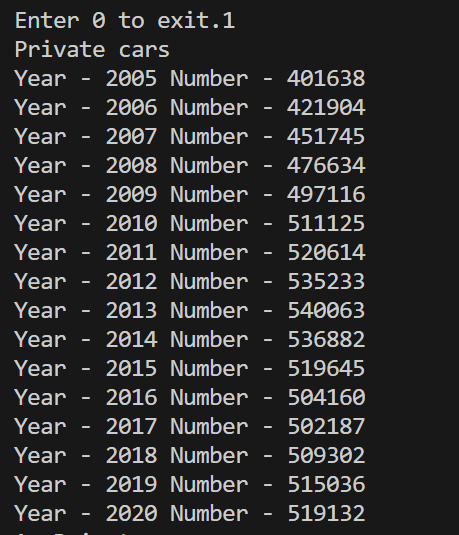 Enter 0 to exit.1
Private cars
Year - 2005 Number - 401638
Year - 2006 Number - 421904
Year - 2007 Number - 451745
Year - 2008 Number - 476634
Year - 2009 Number - 497116
Year - 2010 Number - 511125
Year - 2011 Number - 520614
Year - 2012 Number - 535233
Year - 2013 Number - 540063
Year - 2014 Number - 536882
Year - 2015 Number - 519645
Year - 2016 Number - 504160
Year - 2017 Number - 502187
Year - 2018 Number - 509302
Year - 2019 Number - 515036
Year - 2020 Number - 519132